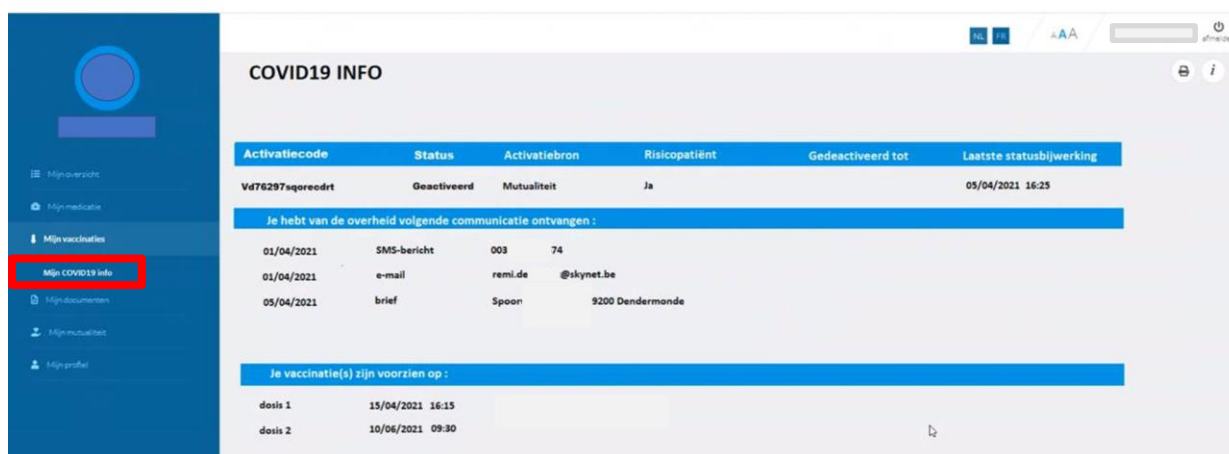 NL FR AAA
afmelde
COVID19 INFO
i
Mijn overzicht
Mijn medicatie
Mijn vaccinaties
Mijn COVID19 info
Mijn documenten
Mijn mutualiteit
Mijn profiel
Activatiecode Status Activatiebron Risicopatiënt Gedeactiveerd tot Laatste statusbijwerking
Vd76297sqorecdrt Geactiveerd Mutualiteit Ja 05/04/2021 16:25
Je hebt van de overheid volgende communicatie ontvangen :
01/04/2021 SMS-bericht 003 74
01/04/2021 e-mail remi.de @skynet.be
05/04/2021 brief Spoor 9200 Dendermonde
Je vaccinatie(s) zijn voorzien op :
dosis 1 15/04/2021 16:15
dosis 2 10/06/2021 09:30